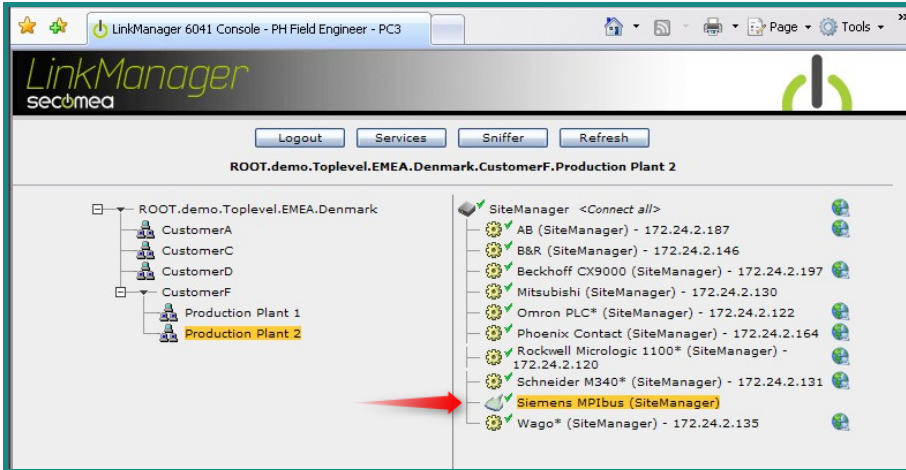 LinkManager 6041 Console - PH Field Engineer - PC3
Page
Tools
»
LinkManager
secomea
Logout Services Sniffer Refresh
ROOT.demo.Toplevel.EMEA.Denmark.CustomerF.Production Plant 2
ROOT.demo.Toplevel.EMEA.Denmark
CustomerA
CustomerC
CustomerD
CustomerF
Production Plant 1
Production Plant 2
SiteManager <Connect all>
AB (SiteManager) - 172.24.2.187
B&R (SiteManager) - 172.24.2.146
Beckhoff CX9000 (SiteManager) - 172.24.2.197
Mitsubishi (SiteManager) - 172.24.2.130
Omron PLC* (SiteManager) - 172.24.2.122
Phoenix Contact (SiteManager) - 172.24.2.164
Rockwell Micrologic 1100* (SiteManager) -
172.24.2.120
Schneider M340* (SiteManager) - 172.24.2.131
Siemens MPIbus (SiteManager)
Wago* (SiteManager) - 172.24.2.135